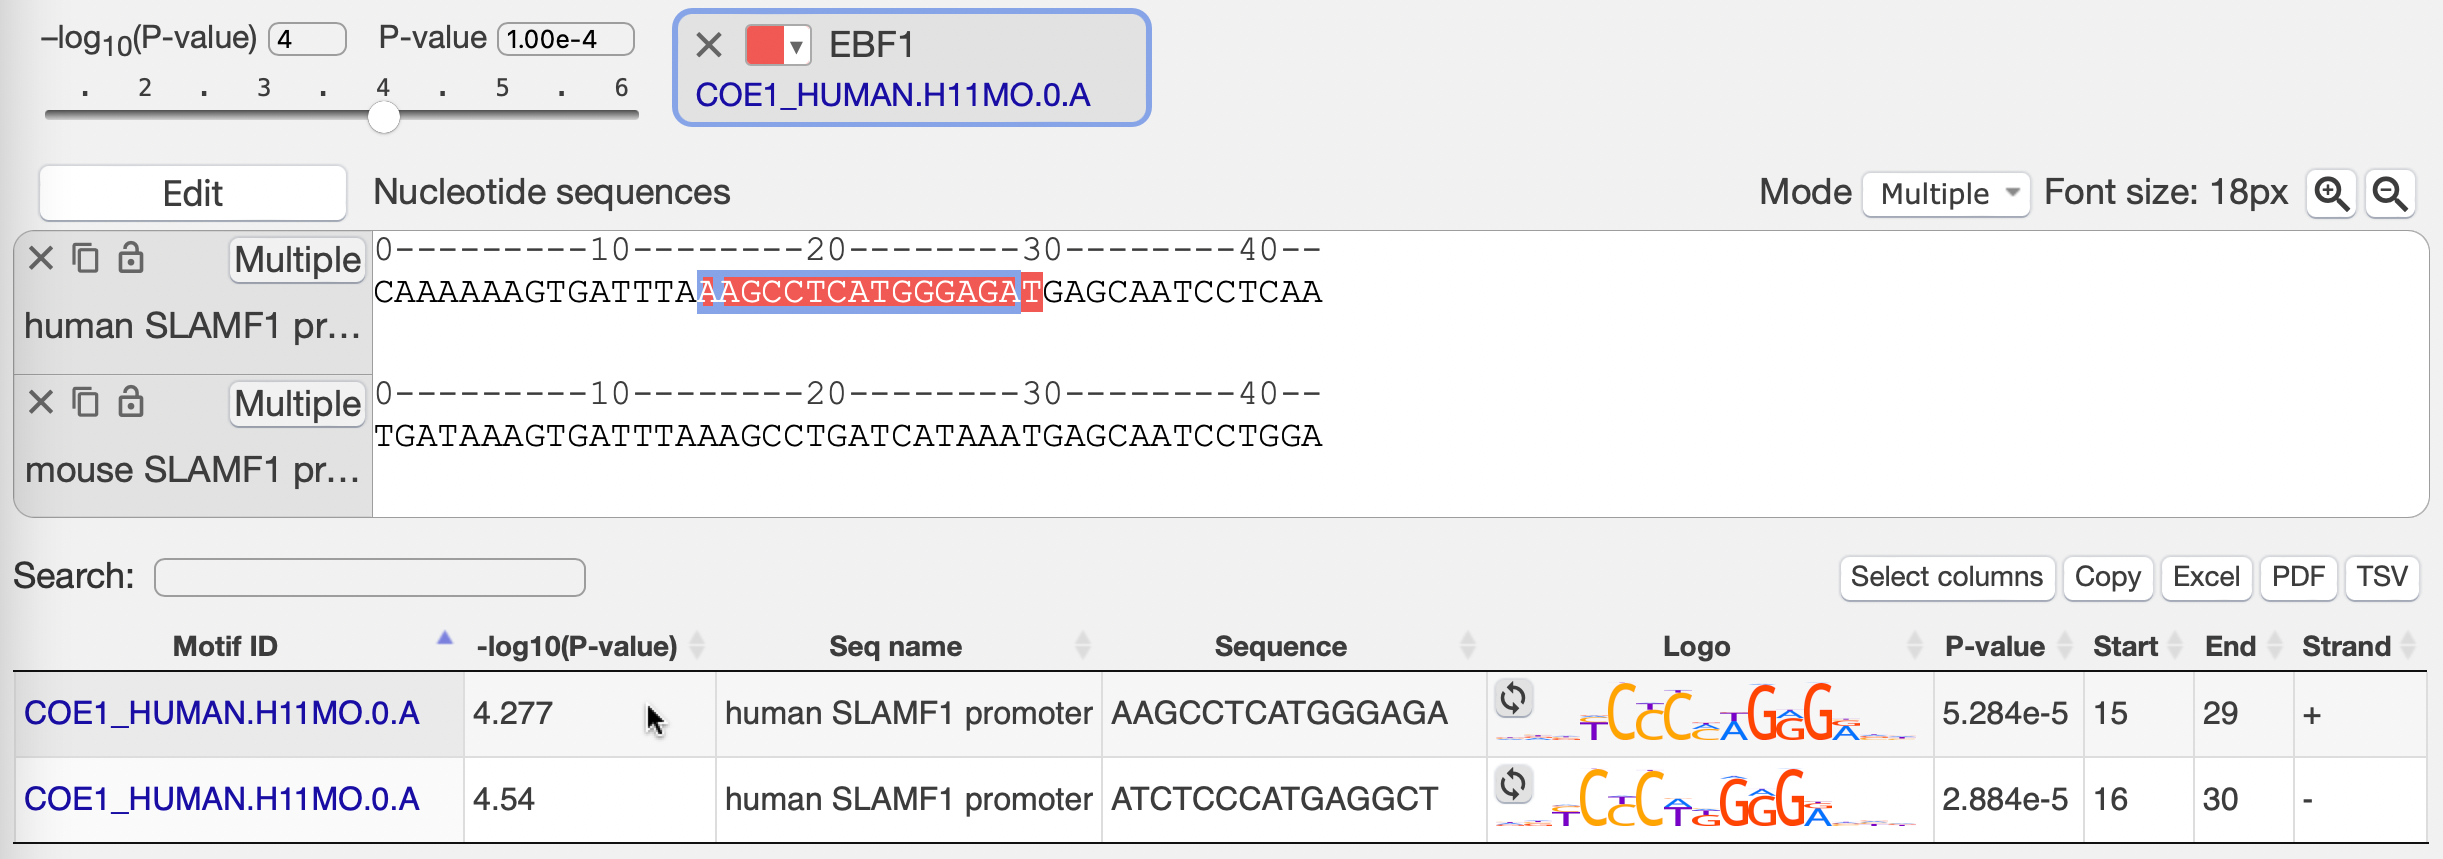 –log10(P-value) 4 P-value 1.00e-4
. 2 . 3 . 4 . 5 . 6
EBF1
COE1_HUMAN.H11MO.0.A
Edit Nucleotide sequences Mode Multiple Font size: 18px
Multiple 0---------10--------20--------30--------40--
CAAAAAAGTGATTTAAAGCCTCATGGGAGATGAGCAATCCTCAA
human SLAMF1 pr...
Multiple 0---------10--------20--------30--------40--
TGATAAAGTGATTTAAAGCCTGATCATAAATGAGCAATCCTGGA
mouse SLAMF1 pr...
Search: Select columns Copy Excel PDF TSV
Motif ID -log10(P-value) Seq name Sequence Logo P-value Start End Strand
COE1_HUMAN.H11MO.0.A 4.277 human SLAMF1 promoter AAGCCTCATGGGAGA 5.284e-5 15 29 +
COE1_HUMAN.H11MO.0.A 4.54 human SLAMF1 promoter ATCTCCCATGAGGCT 2.884e-5 16 30 -